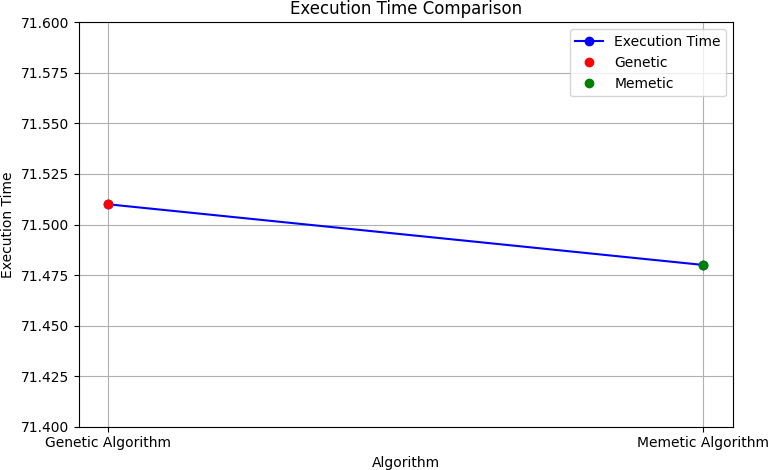 Execution Time Comparison
71.600
71.575
71.550
71.525
71.500
71.475
71.450
71.425
71.400
Execution Time
Execution Time
Genetic
Memetic
Genetic Algorithm
Memetic Algorithm
Algorithm